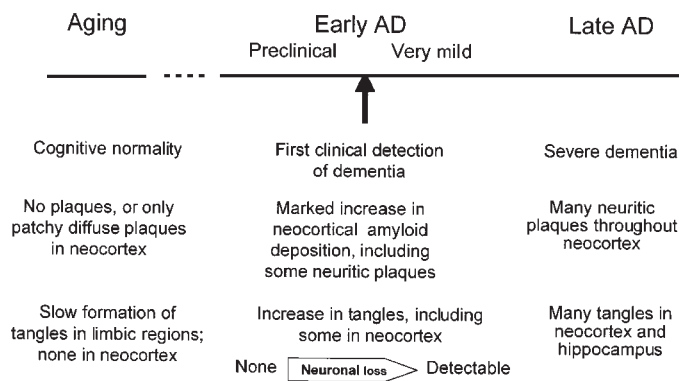 Aging
Early AD
Late AD
Preclinical
Very mild
Cognitive normality
First clinical detection
of dementia
Severe dementia
No plaques, or only
patchy diffuse plaques
in neocortex
Marked increase in
neocortical amyloid
deposition, including
some neuritic plaques
Many neuritic
plaques throughout
neocortex
Slow formation of
tangles in limbic regions;
none in neocortex
Increase in tangles, including
some in neocortex
Many tangles in
neocortex and
hippocampus
None
Neuronal loss
Detectable